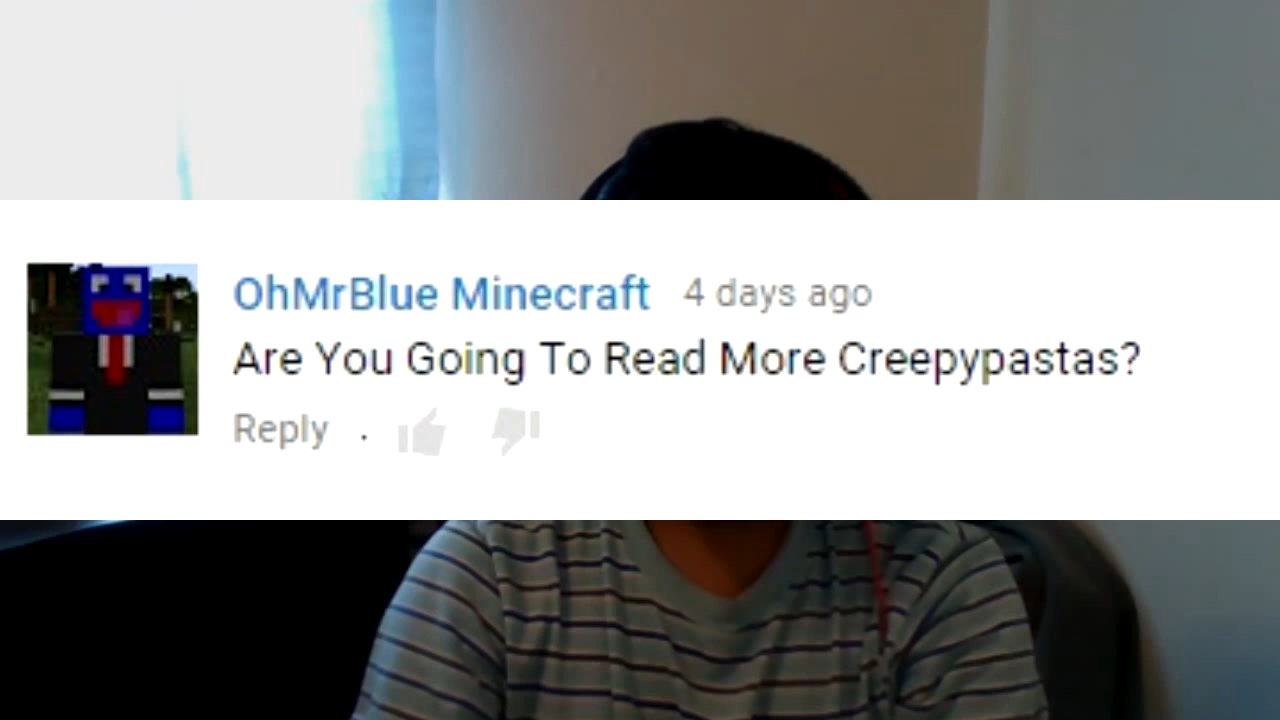 OhMrBlue Minecraft 4 days ago
Are You Going To Read More Creepypastas?
Reply .